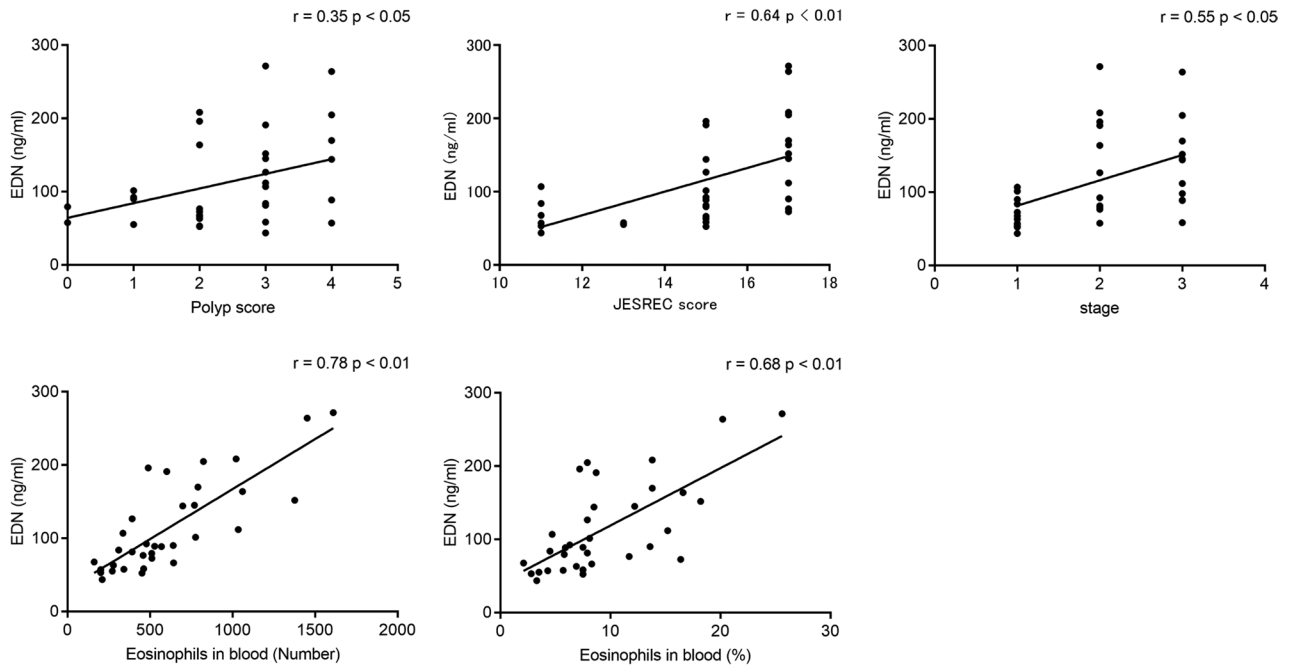 r = 0.35 p < 0.05
300
200
100
0
EDN (ng/ml)
0 1 2 3 4 5
Polyp score
r = 0.64 p < 0.01
300
200
100
0
EDN (ng/ml)
10 12 14 16 18
JESREC score
r = 0.55 p < 0.05
300
200
100
0
EDN (ng/ml)
0 1 2 3 4
stage
r = 0.78 p < 0.01
300
200
100
0
EDN (ng/ml)
0 500 1000 1500 2000
Eosinophils in blood (Number)
r = 0.68 p < 0.01
300
200
100
0
EDN (ng/ml)
0 10 20 30
Eosinophils in blood (%)